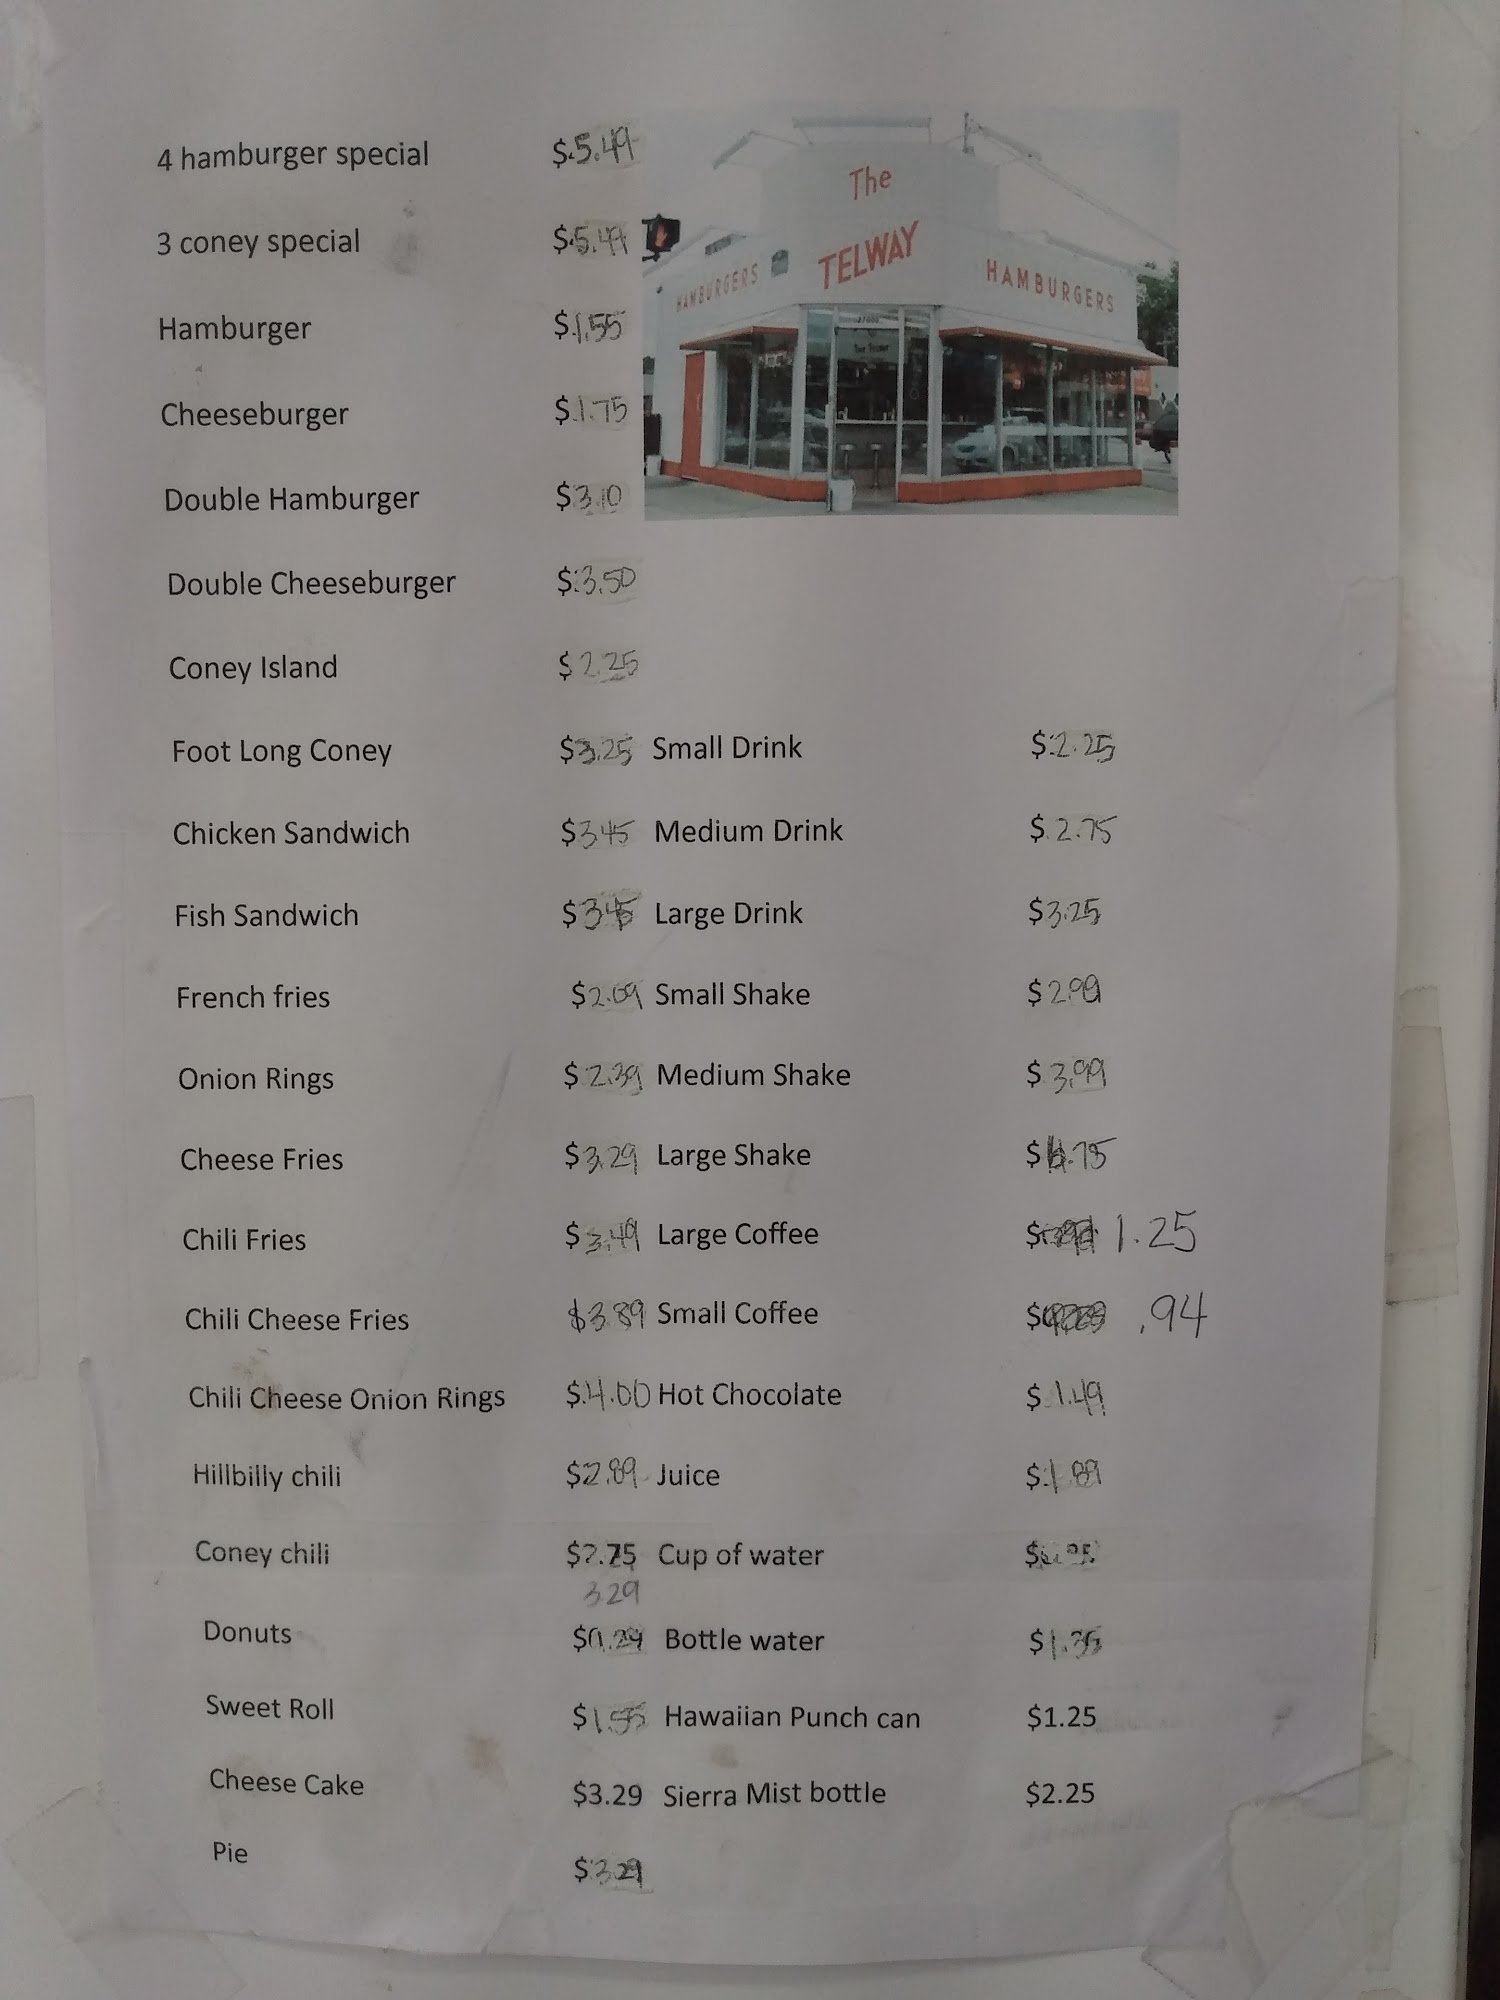 4 hamburger special $5.49
3 coney special $5.49
The
TELWAY
HAMBURGERS
HAMBURGERS
Hamburger $1.55
Cheeseburger $1.75
Double Hamburger $3.10
Double Cheeseburger $3.50
Coney Island $2.25
Foot Long Coney $3.25 Small Drink $2.25
Chicken Sandwich $3.45 Medium Drink $2.75
Fish Sandwich $3.45 Large Drink $3.25
French fries $2.09 Small Shake $2.99
Onion Rings $2.39 Medium Shake $3.99
Cheese Fries $3.29 Large Shake
Chili Fries $3.49 Large Coffee 1.25
Chili Cheese Fries $3.89 Small Coffee .94
Chili Cheese Onion Rings $4.00 Hot Chocolate $1.49
Hillbilly chili $2.89 Juice $1.89
Coney chili $2.75 Cup of water
3.29
Donuts Bottle water
Sweet Roll Hawaiian Punch can $1.25
Cheese Cake $3.29 Sierra Mist bottle $2.25
Pie $3.29